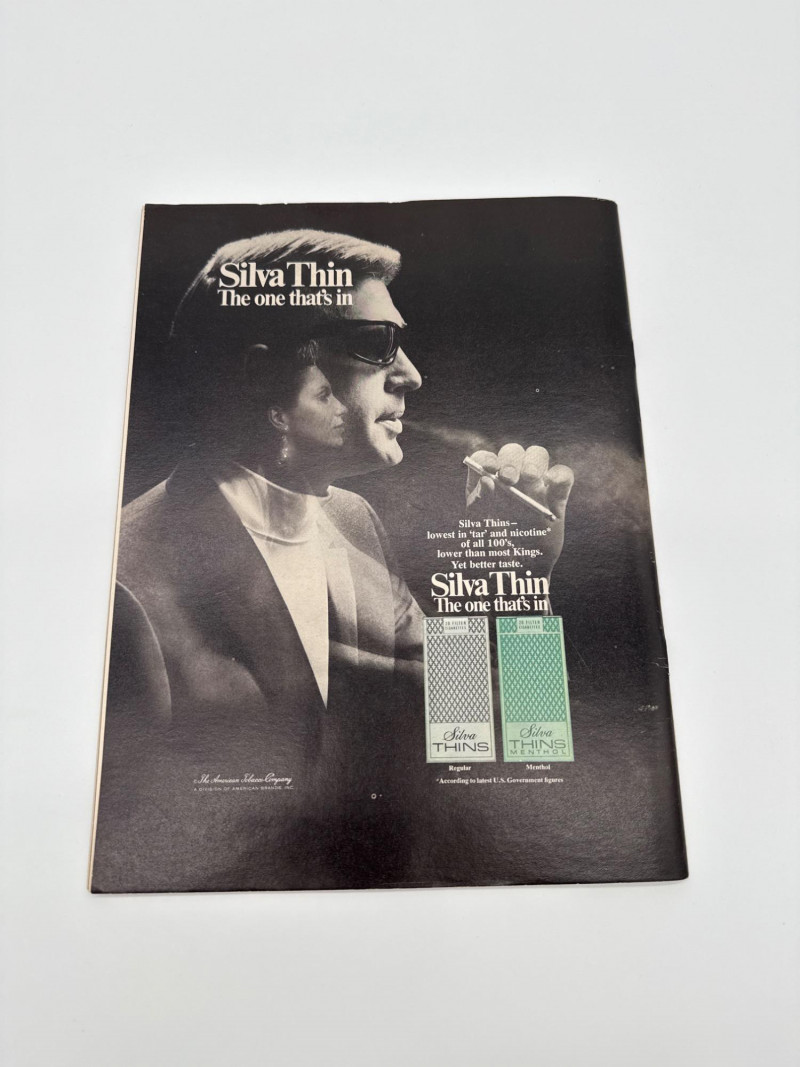 Silva Thin
The one that's in
Silva Thins–
lowest in 'tar' and nicotine*
of all 100's,
lower than most Kings.
Yet better taste.
Silva Thin
The one that's in
20 FILTER
CIGARETTES
20 FILTER
CIGARETTES
Silva
THINS
Silva
THINS
MENTHOL
Regular
Menthol
*According to latest U.S. Government figures
The American Tobacco Company
A DIVISION OF AMERICAN BRANDS, INC.